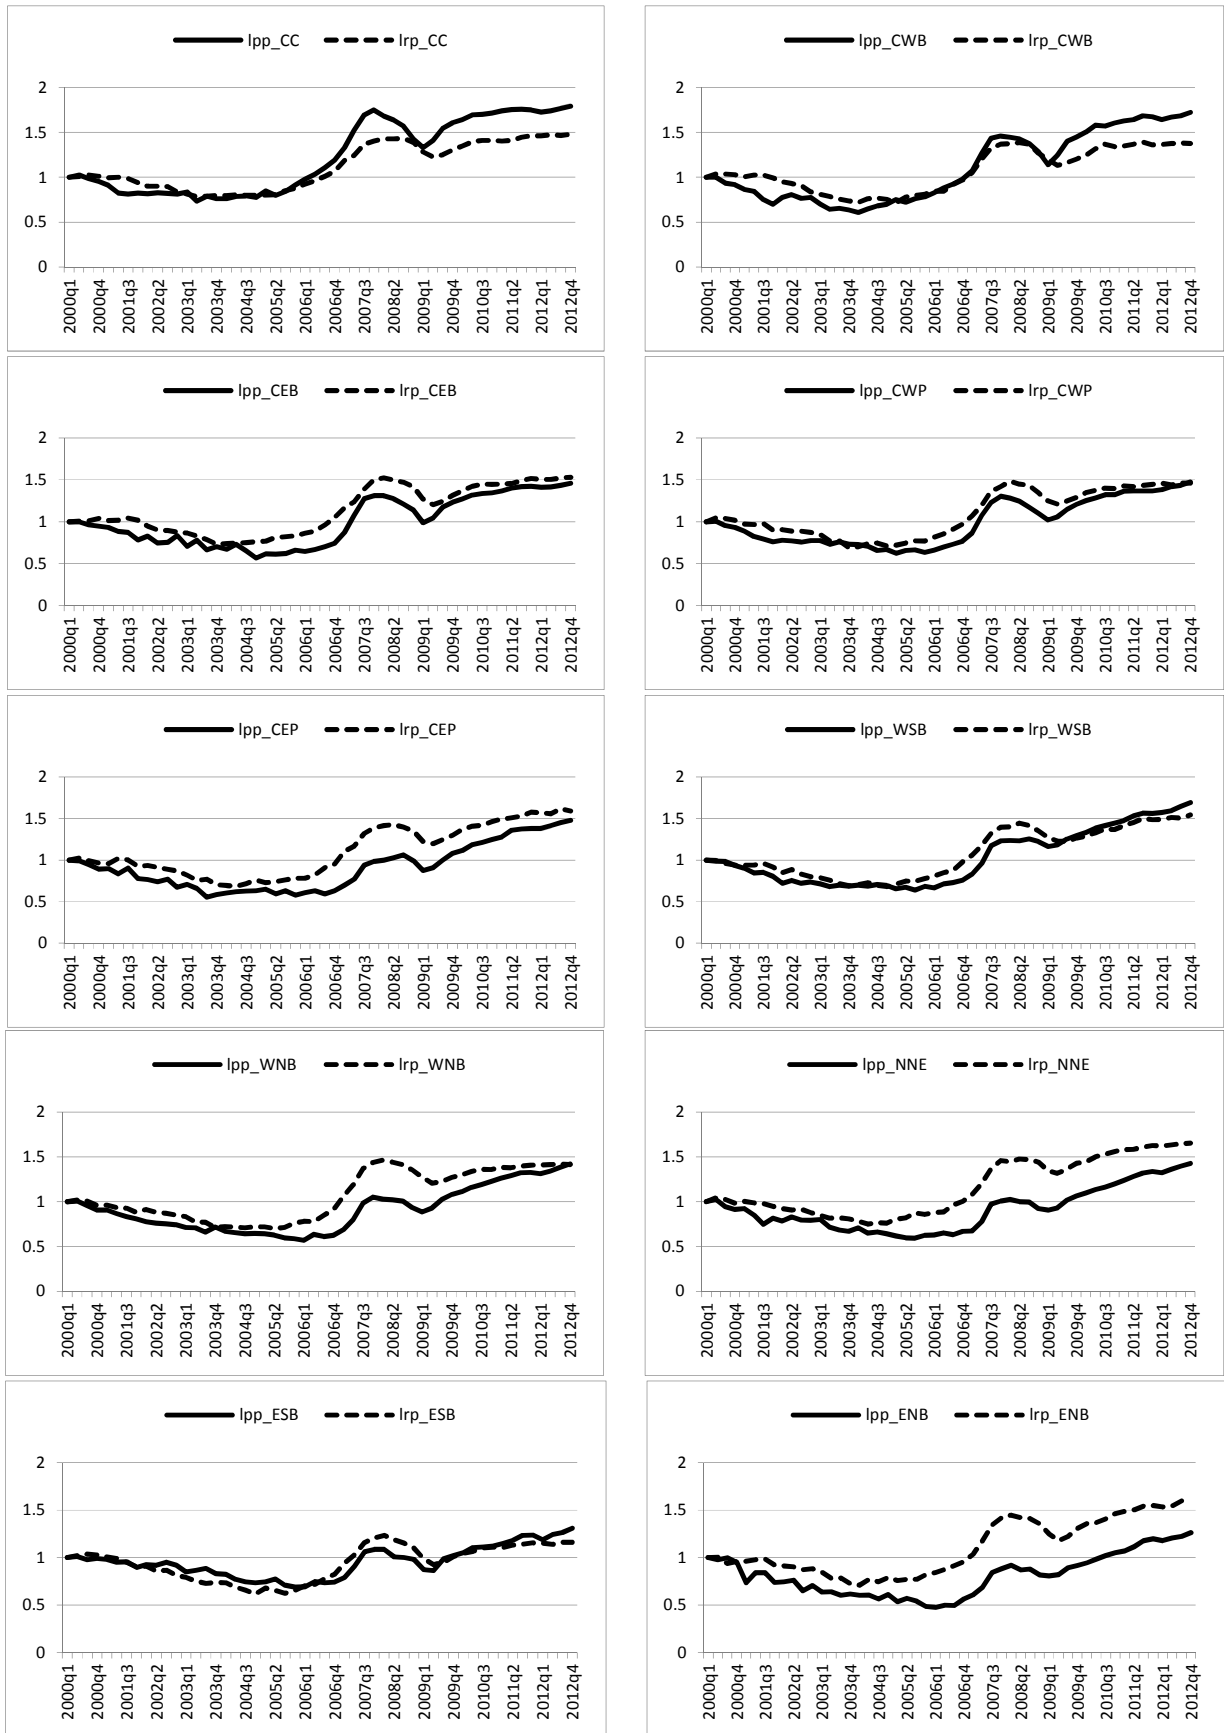 lpp_CC lrp_CC
2
1.5
1
0.5
0
2000q1 2000q4 2001q3 2002q2 2003q1 2003q4 2004q3 2005q2 2006q1 2006q4 2007q3 2008q2 2009q1 2009q4 2010q3 2011q2 2012q1 2012q4
lpp_CWB lrp_CWB
2
1.5
1
0.5
0
2000q1 2000q4 2001q3 2002q2 2003q1 2003q4 2004q3 2005q2 2006q1 2006q4 2007q3 2008q2 2009q1 2009q4 2010q3 2011q2 2012q1 2012q4
lpp_CEB lrp_CEB
2
1.5
1
0.5
0
2000q1 2000q4 2001q3 2002q2 2003q1 2003q4 2004q3 2005q2 2006q1 2006q4 2007q3 2008q2 2009q1 2009q4 2010q3 2011q2 2012q1 2012q4
lpp_CWP lrp_CWP
2
1.5
1
0.5
0
2000q1 2000q4 2001q3 2002q2 2003q1 2003q4 2004q3 2005q2 2006q1 2006q4 2007q3 2008q2 2009q1 2009q4 2010q3 2011q2 2012q1 2012q4
lpp_CEP lrp_CEP
2
1.5
1
0.5
0
2000q1 2000q4 2001q3 2002q2 2003q1 2003q4 2004q3 2005q2 2006q1 2006q4 2007q3 2008q2 2009q1 2009q4 2010q3 2011q2 2012q1 2012q4
lpp_WSB lrp_WSB
2
1.5
1
0.5
0
2000q1 2000q4 2001q3 2002q2 2003q1 2003q4 2004q3 2005q2 2006q1 2006q4 2007q3 2008q2 2009q1 2009q4 2010q3 2011q2 2012q1 2012q4
lpp_WNB lrp_WNB
2
1.5
1
0.5
0
2000q1 2000q4 2001q3 2002q2 2003q1 2003q4 2004q3 2005q2 2006q1 2006q4 2007q3 2008q2 2009q1 2009q4 2010q3 2011q2 2012q1 2012q4
lpp_NNE lrp_NNE
2
1.5
1
0.5
0
2000q1 2000q4 2001q3 2002q2 2003q1 2003q4 2004q3 2005q2 2006q1 2006q4 2007q3 2008q2 2009q1 2009q4 2010q3 2011q2 2012q1 2012q4
lpp_ESB lrp_ESB
2
1.5
1
0.5
0
2000q1 2000q4 2001q3 2002q2 2003q1 2003q4 2004q3 2005q2 2006q1 2006q4 2007q3 2008q2 2009q1 2009q4 2010q3 2011q2 2012q1 2012q4
lpp_ENB lrp_ENB
2
1.5
1
0.5
0
2000q1 2000q4 2001q3 2002q2 2003q1 2003q4 2004q3 2005q2 2006q1 2006q4 2007q3 2008q2 2009q1 2009q4 2010q3 2011q2 2012q1 2012q4